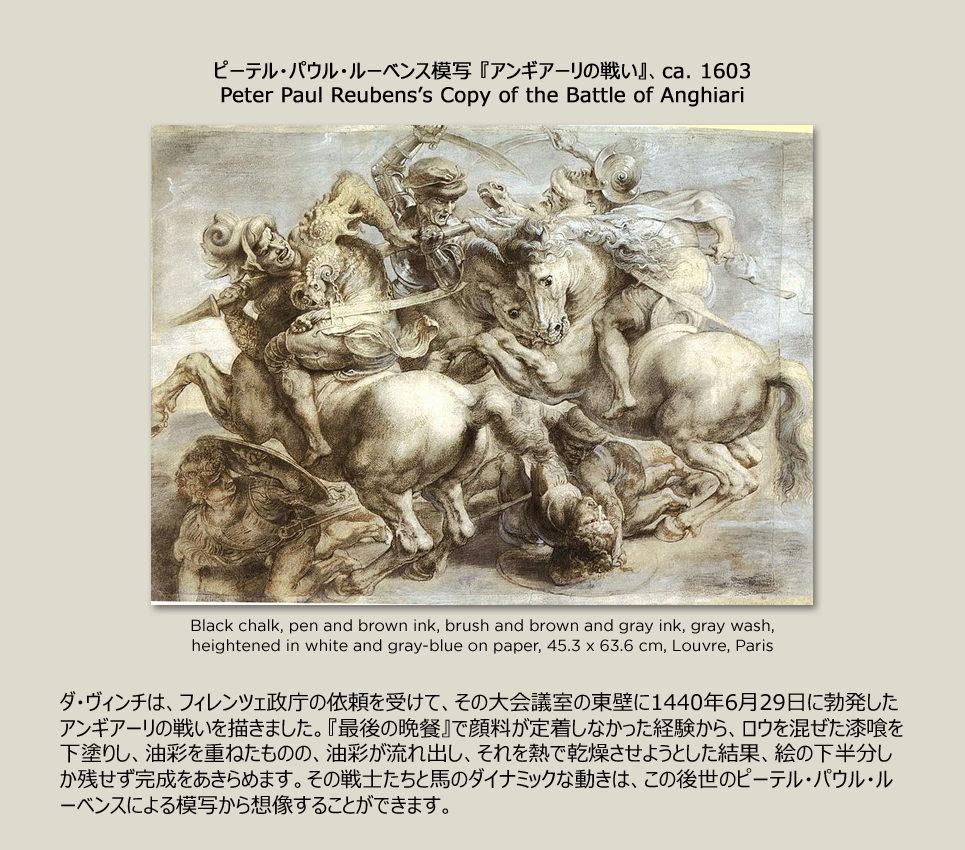 ピーテル・パウル・ルーベンス模写 『アンギアーリの戦い』、ca. 1603
Peter Paul Reubens’s Copy of the Battle of Anghiari
Black chalk, pen and brown ink, brush and brown and gray ink, gray wash,
heightened in white and gray-blue on paper, 45.3 x 63.6 cm, Louvre, Paris
ダ・ヴィンチは、フィレンツェ政庁の依頼を受けて、その大会議室の東壁に1440年6月29日に勃発した
アンギアーリの戦いを描きました。『最後の晩餐』で顔料が定着しなかった経験から、ロウを混ぜた漆喰を
下塗りし、油彩を重ねたものの、油彩が流れ出し、それを熱で乾燥させようとした結果、絵の下半分し
か残せず完成をあきらめます。その戦士たちと馬のダイナミックな動きは、この後世のピーテル・パウル・ル
ーベンスによる模写から想像することができます。